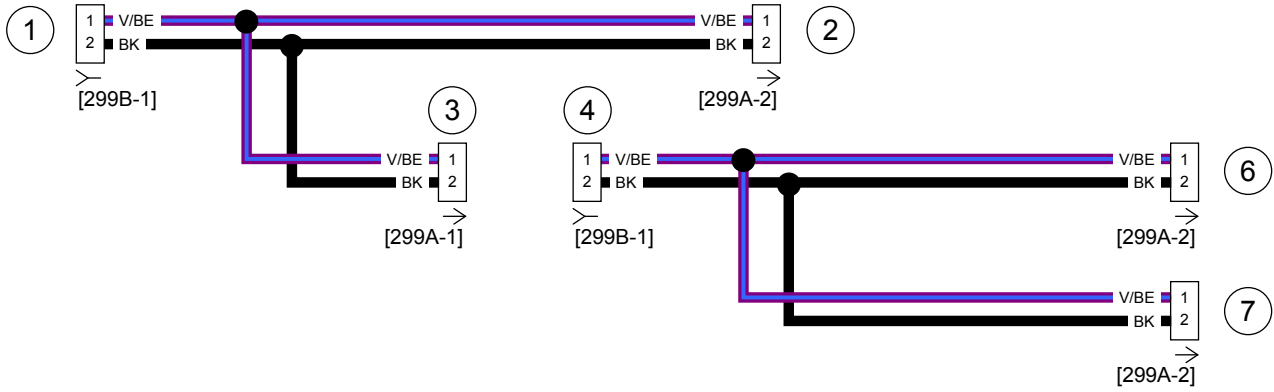 1
1 V/BE V/BE 1
2
2 BK BK 2
[299B-1]
[299A-2]
3
4
V/BE 1
BK 2
[299A-1]
1 V/BE V/BE 1
2 BK BK 2
6
[299B-1]
[299A-2]
V/BE 1
BK 2
7
[299A-2]